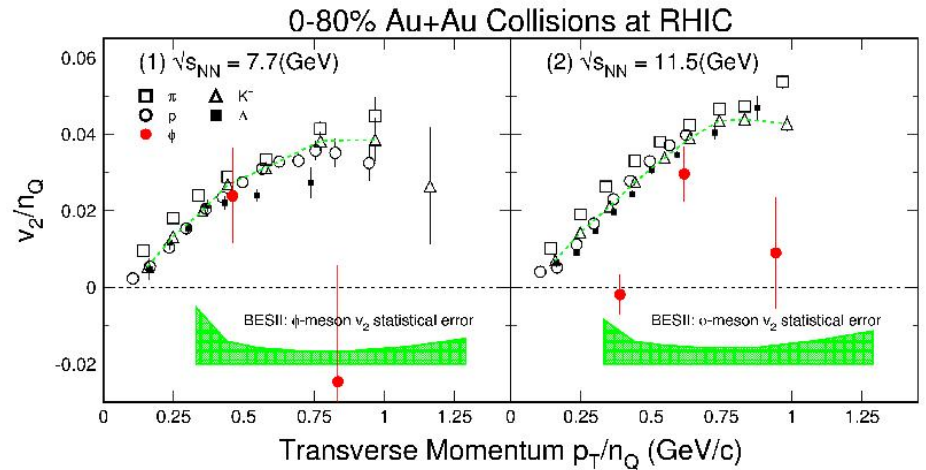 0-80% Au+Au Collisions at RHIC
(1) √sNN = 7.7(GeV)
(2) √sNN = 11.5(GeV)
π
K⁻
p
Λ
ϕ
0.06
0.04
0.02
0
-0.02
v2/nQ
BESII: ϕ-meson v2 statistical error
BESII: ο-meson v2 statistical error
0 0.25 0.5 0.75 1 1.25
0 0.25 0.5 0.75 1 1.25
Transverse Momentum pT/nQ (GeV/c)